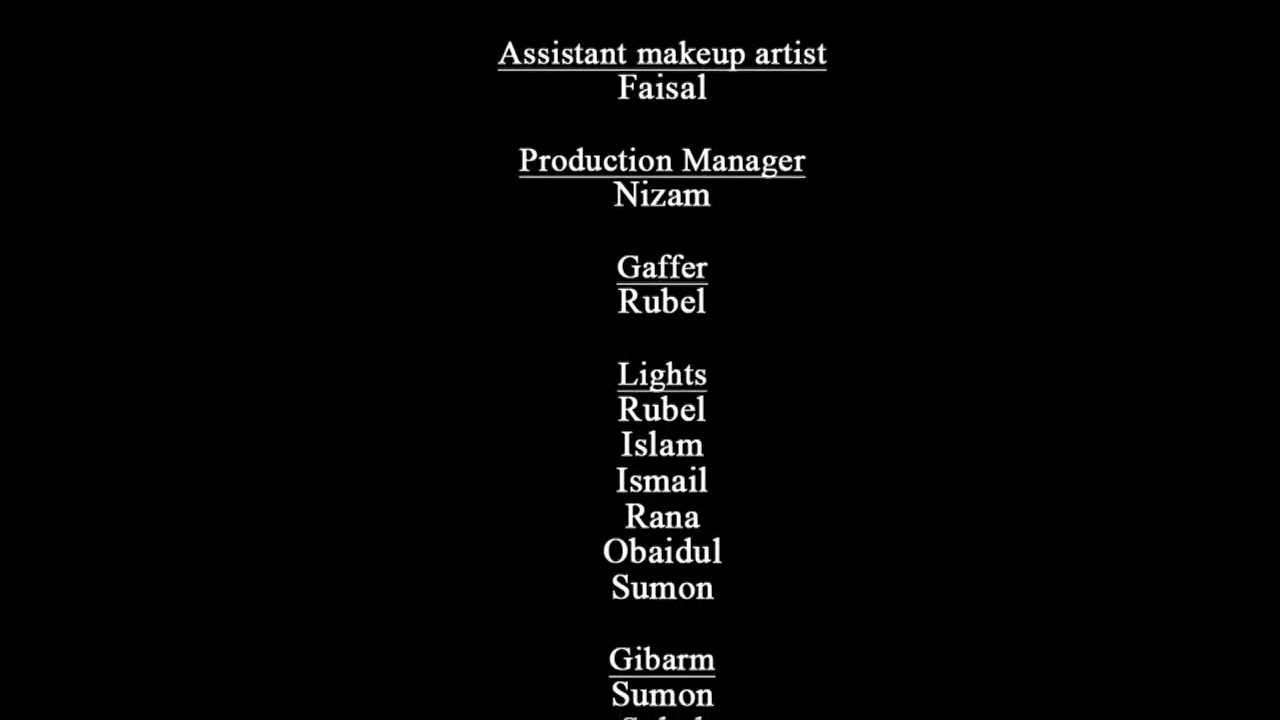 Assistant makeup artist
Faisal
Production Manager
Nizam
Gaffer
Rubel
Lights
Rubel
Islam
Ismail
Rana
Obaidul
Sumon
Gibarm
Sumon